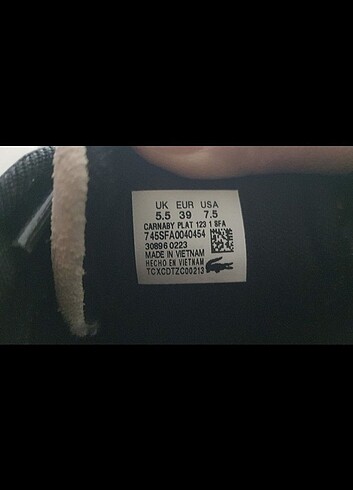 UK EUR USA
5.5 39 7.5
CARNABY PLAT 123 1 SFA
745SFA0040454
30896 0223
MADE IN VIETNAM
HECHO EN VIETNAM
TCXCDTZC00213